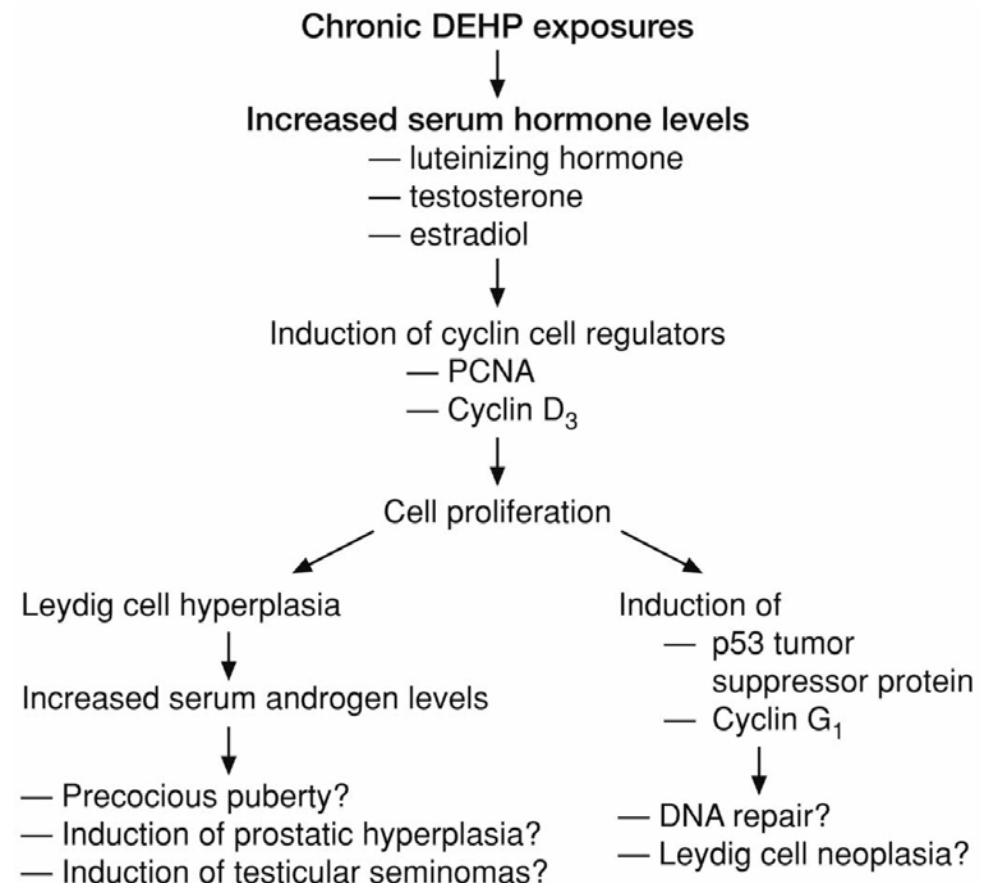 Chronic DEHP exposures
Increased serum hormone levels
— luteinizing hormone
— testosterone
— estradiol
Induction of cyclin cell regulators
— PCNA
— Cyclin D₃
Cell proliferation
Leydig cell hyperplasia
Increased serum androgen levels
— Precocious puberty?
— Induction of prostatic hyperplasia?
— Induction of testicular seminomas?
Induction of
— p53 tumor
suppressor protein
— Cyclin G₁
— DNA repair?
— Leydig cell neoplasia?